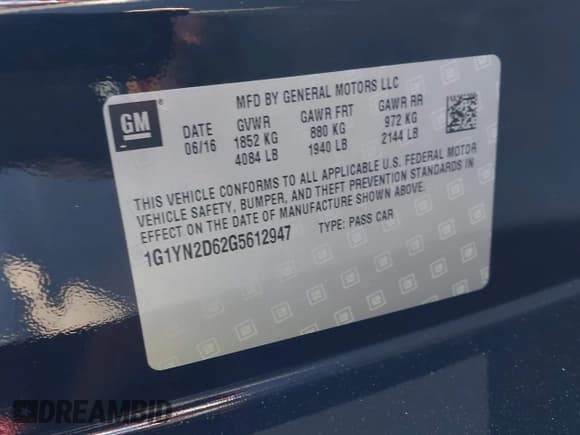 GM ®
MFD BY GENERAL MOTORS LLC
DATE GVWR GAWR FRT GAWR RR
06/16 1852 KG 880 KG 972 KG
4084 LB 1940 LB 2144 LB
THIS VEHICLE CONFORMS TO ALL APPLICABLE U.S. FEDERAL MOTOR
VEHICLE SAFETY, BUMPER, AND THEFT PREVENTION STANDARDS IN
EFFECT ON THE DATE OF MANUFACTURE SHOWN ABOVE.
1G1YN2D62G5612947 TYPE: PASS CAR
DREAMBID